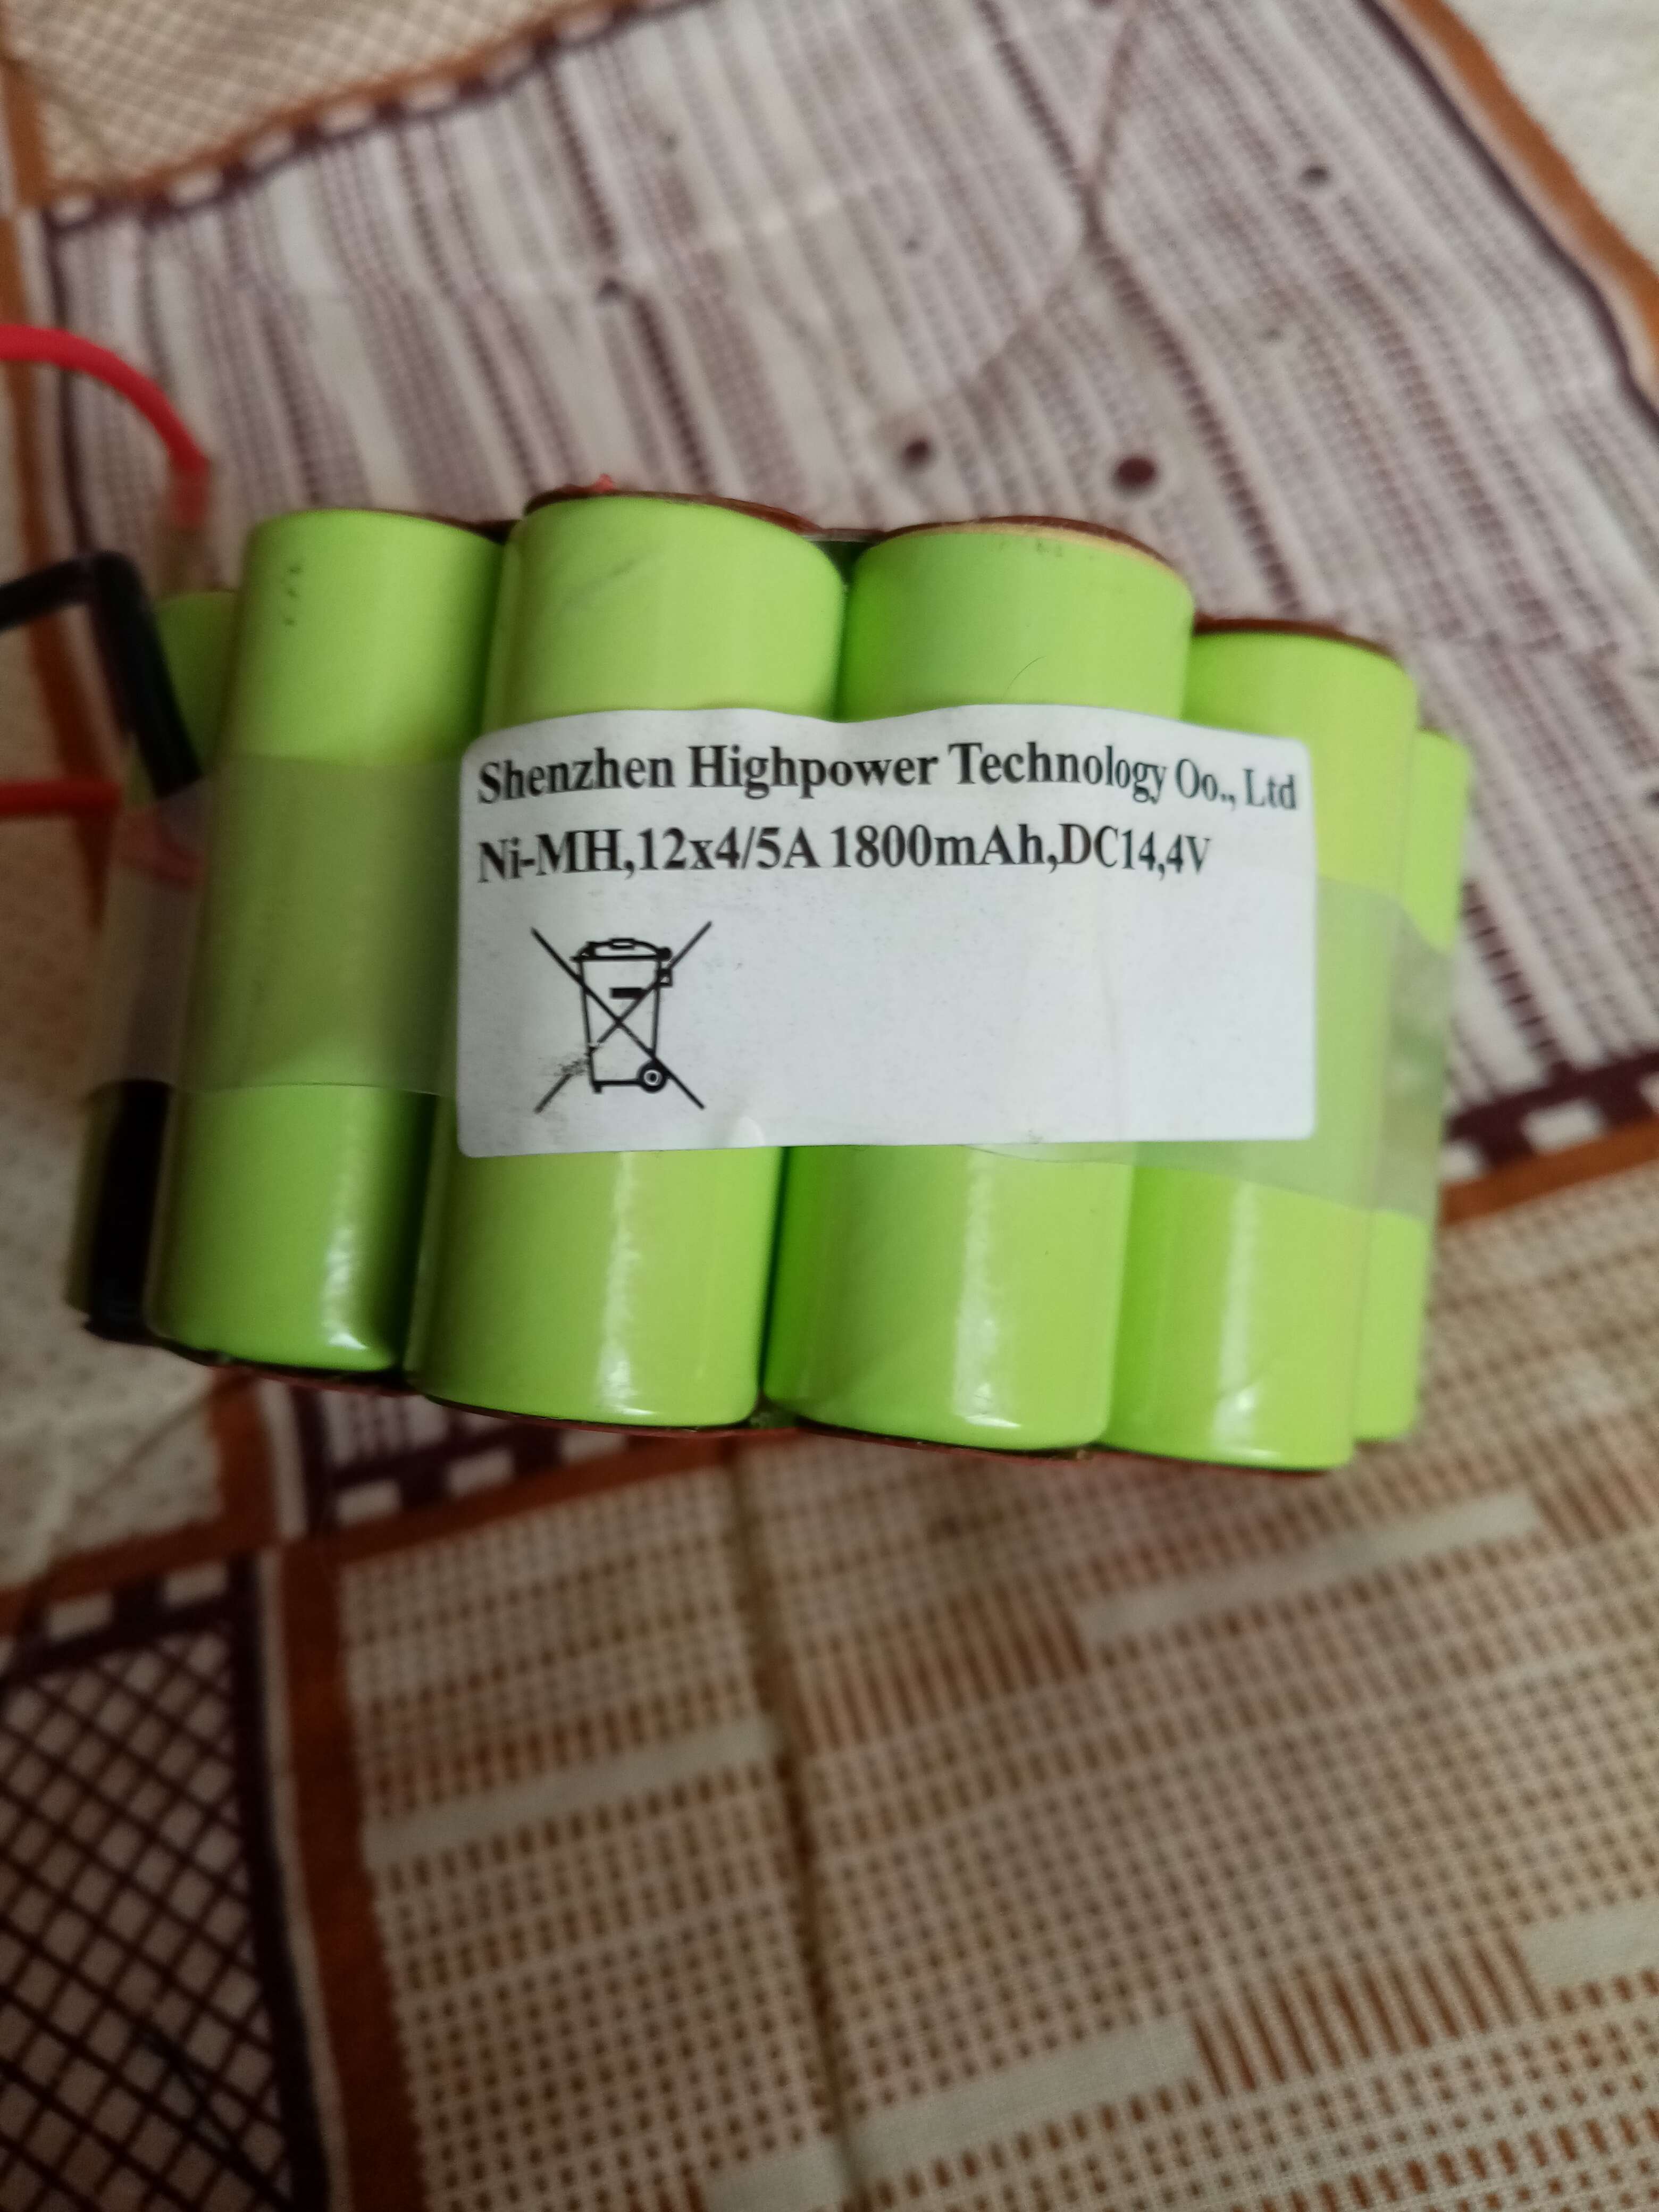 Shenzhen Highpower Technology Oo., Ltd
Ni-MH,12x4/5A 1800mAh,DC14,4V